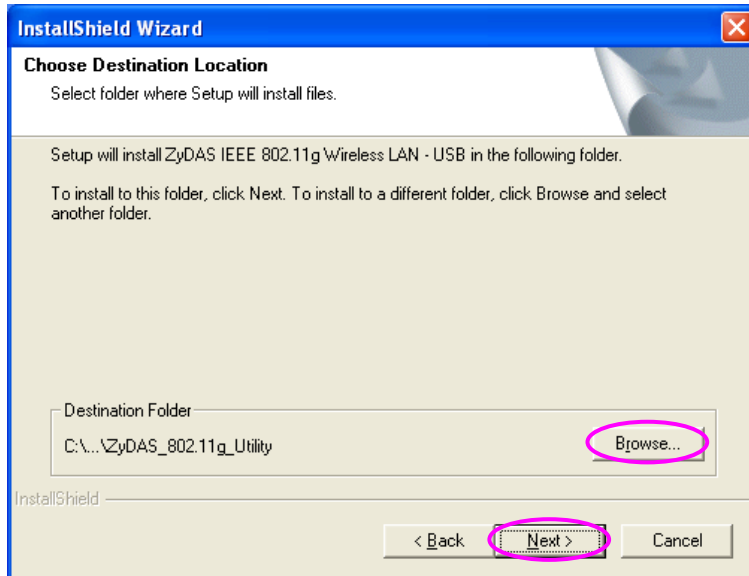 InstallShield Wizard
Choose Destination Location
Select folder where Setup will install files.
Setup will install ZyDAS IEEE 802.11g Wireless LAN - USB in the following folder.
To install to this folder, click Next. To install to a different folder, click Browse and select
another folder.
Destination Folder
C:\...\ZyDAS_802.11g_Utility
Browse...
InstallShield
< Back
Next >
Cancel